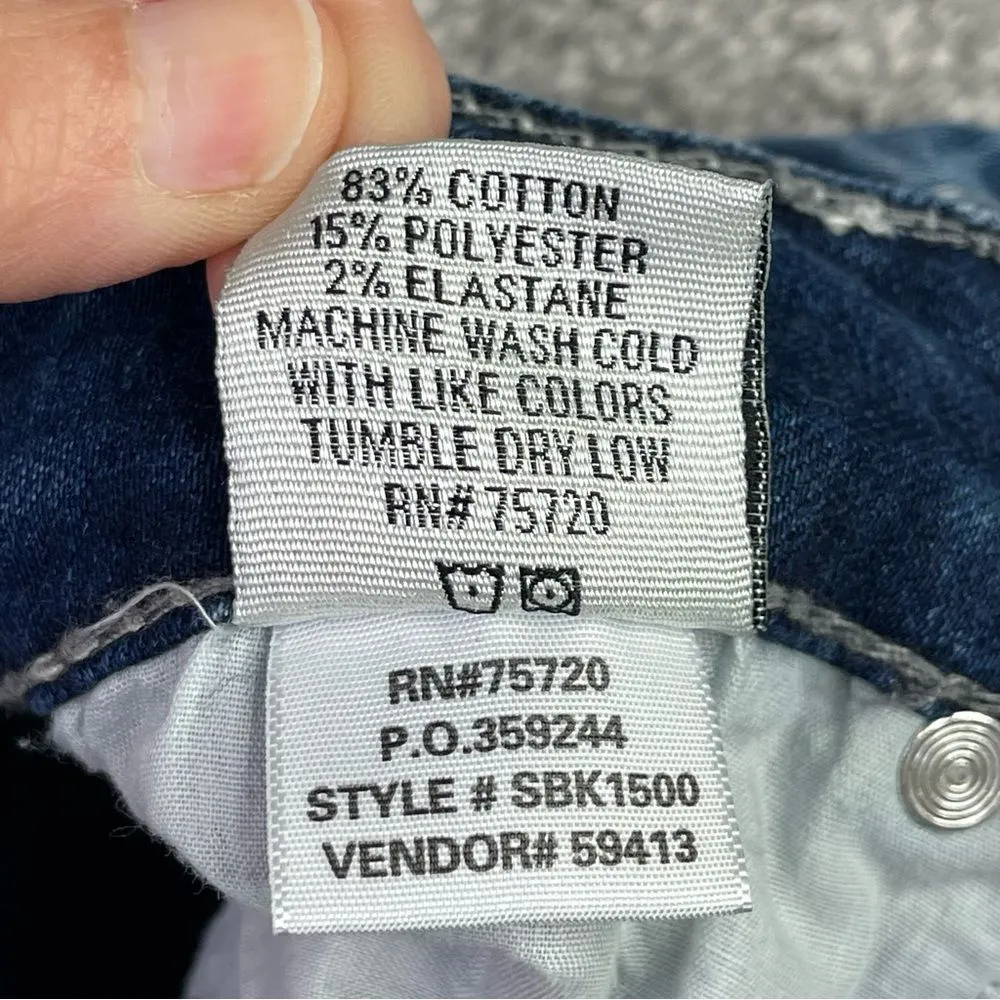 83% COTTON
15% POLYESTER
2% ELASTANE
MACHINE WASH COLD
WITH LIKE COLORS
TUMBLE DRY LOW
RN# 75720
RN#75720
P.O.359244
STYLE # SBK1500
VENDOR# 59413